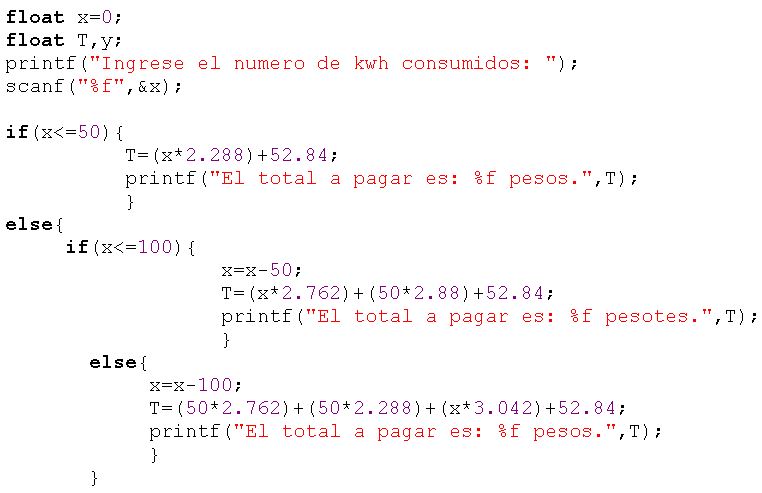 float x=0;
float T,y;
printf("Ingrese el numero de kwh consumidos: ");
scanf("%f",&x);
if(x<=50){
T=(x*2.288)+52.84;
printf("El total a pagar es: %f pesos.",T);
}
else{
if(x<=100){
x=x-50;
T=(x*2.762)+(50*2.88)+52.84;
printf("El total a pagar es: %f pesotes.",T);
}
else{
x=x-100;
T=(50*2.762)+(50*2.288)+(x*3.042)+52.84;
printf("El total a pagar es: %f pesos.",T);
}
}